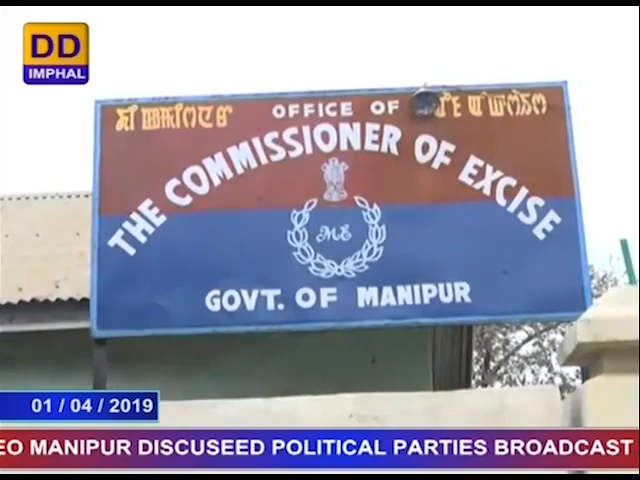 DD
IMPHAL
OFFICE OF
THE COMMISSIONER OF EXCISE
GOVT. OF MANIPUR
01 / 04 / 2019
EO MANIPUR DISCUSEED POLITICAL PARTIES BROADCAST